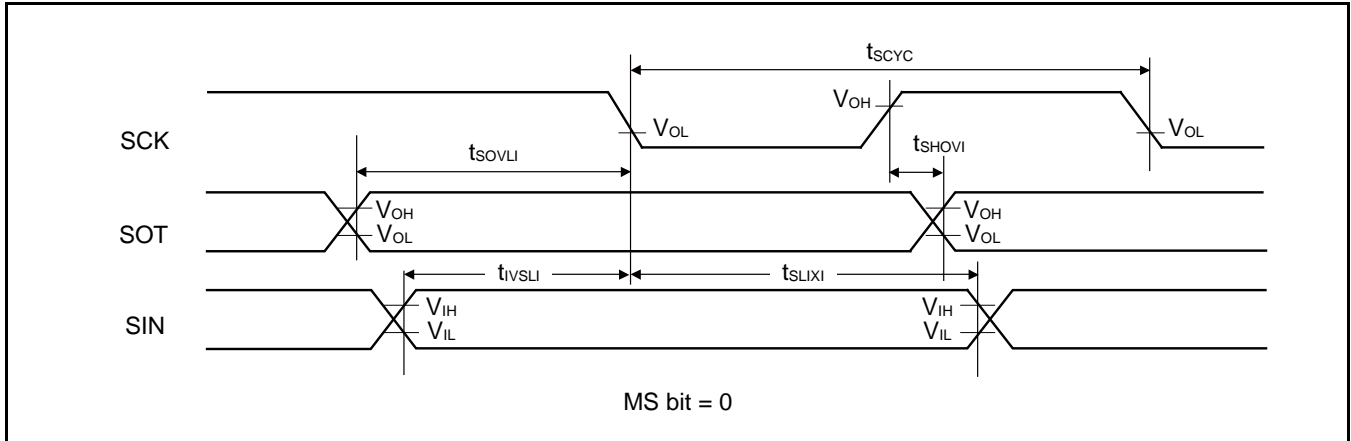 tSCYC
SCK
VOH
VOL
VOL
tSOVLI
tSHOVI
SOT
VOH
VOL
VOH
VOL
tIVSLI
tSLIXI
SIN
VIH
VIL
VIH
VIL
MS bit = 0